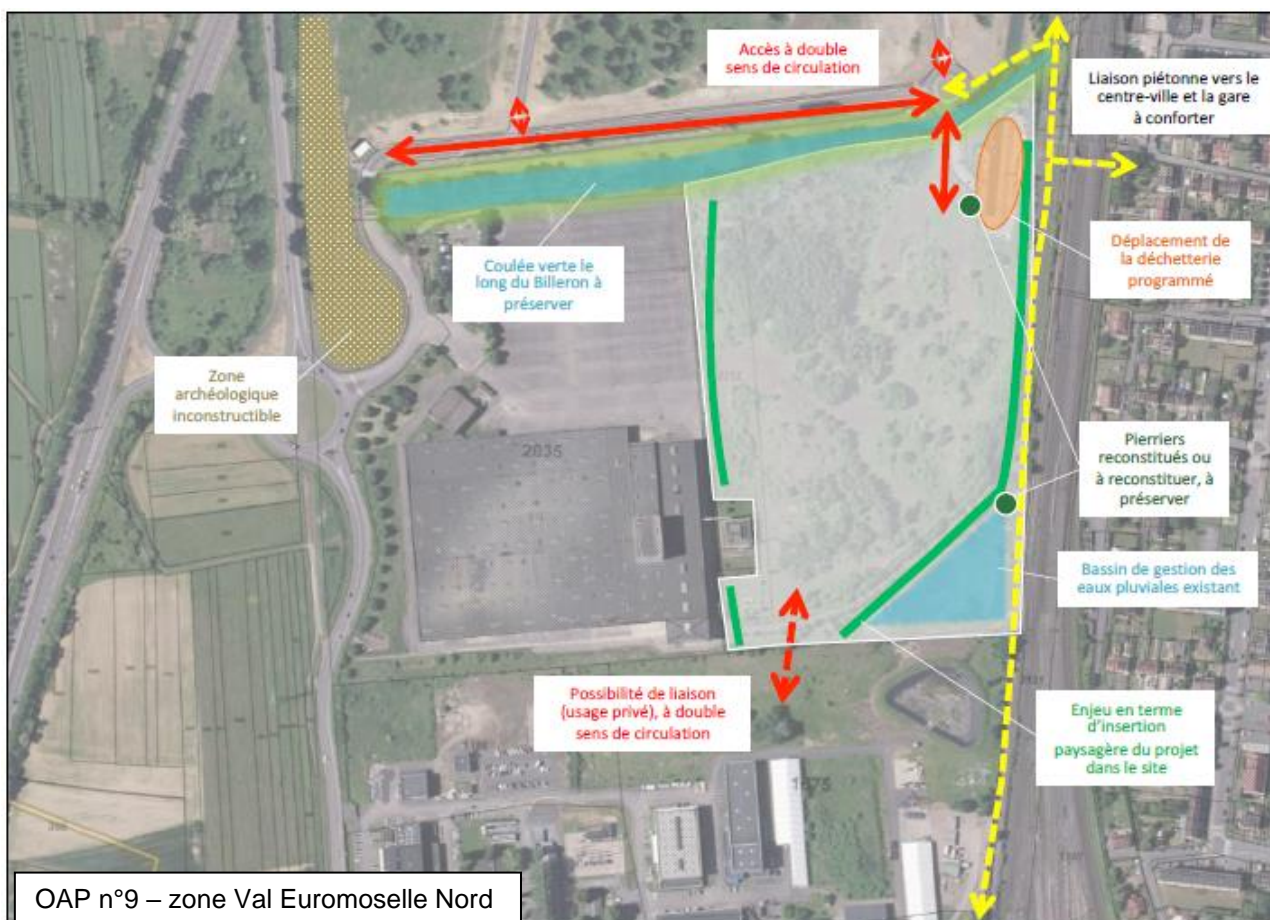 Accès à double
sens de circulation
Liaison piétonne vers le
centre-ville et la gare
à conforter
Coulée verte le
long du Billeron à
préserver
Déplacement de
la déchetterie
programmé
Zone
archéologique
inconstructible
2035
Pierriers
reconstitués ou
à reconstituer, à
préserver
Bassin de gestion des
eaux pluviales existant
Possibilité de liaison
(usage privé), à double
sens de circulation
Enjeu en terme
d'insertion
paysagère du projet
dans le site
OAP n°9 – zone Val Euromoselle Nord